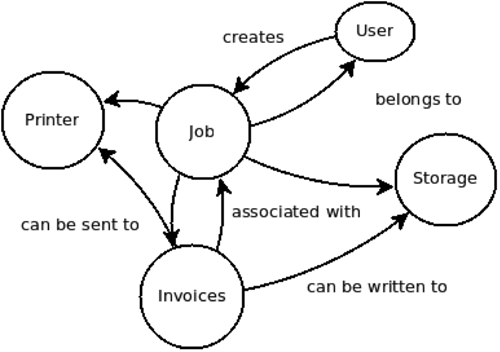 User
creates
belongs to
Printer
Job
Storage
associated with
can be sent to
can be written to
Invoices